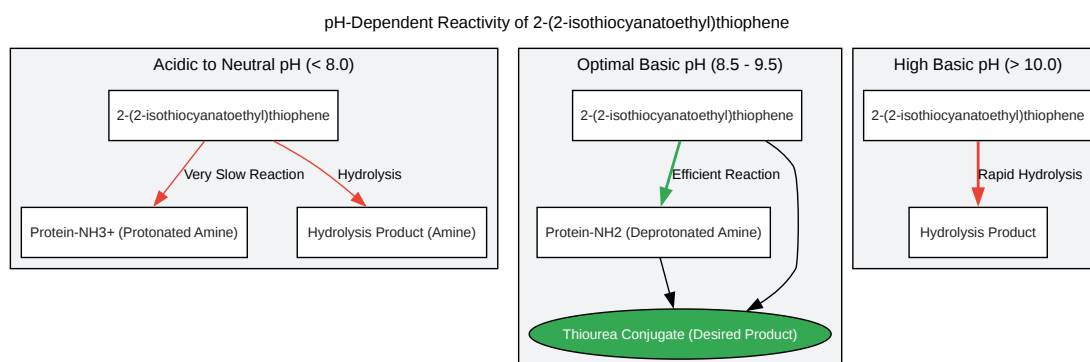 pH-Dependent Reactivity of 2-(2-isothiocyanatoethyl)thiophene
Acidic to Neutral pH (< 8.0)
2-(2-isothiocyanatoethyl)thiophene
Very Slow Reaction
Hydrolysis
Protein-NH3+ (Protonated Amine)
Hydrolysis Product (Amine)
Optimal Basic pH (8.5 - 9.5)
2-(2-isothiocyanatoethyl)thiophene
Efficient Reaction
Protein-NH2 (Deprotonated Amine)
Thiourea Conjugate (Desired Product)
High Basic pH (> 10.0)
2-(2-isothiocyanatoethyl)thiophene
Rapid Hydrolysis
Hydrolysis Product